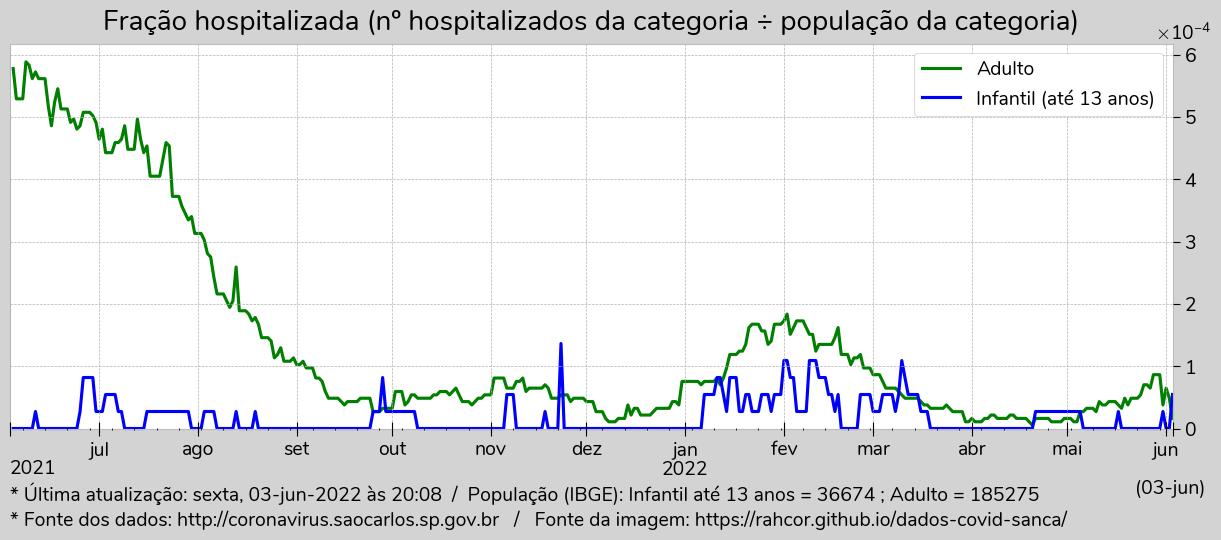 Fração hospitalizada (nº hospitalizados da categoria ÷ população da categoria)
×10⁻⁴
Adulto
Infantil (até 13 anos)
6
5
4
3
2
1
0
jul ago set out nov dez jan fev mar abr mai jun
2021 2022
(03-jun)
* Última atualização: sexta, 03-jun-2022 às 20:08 / População (IBGE): Infantil até 13 anos = 36674 ; Adulto = 185275
* Fonte dos dados: http://coronavirus.saocarlos.sp.gov.br / Fonte da imagem: https://rahcor.github.io/dados-covid-sanca/